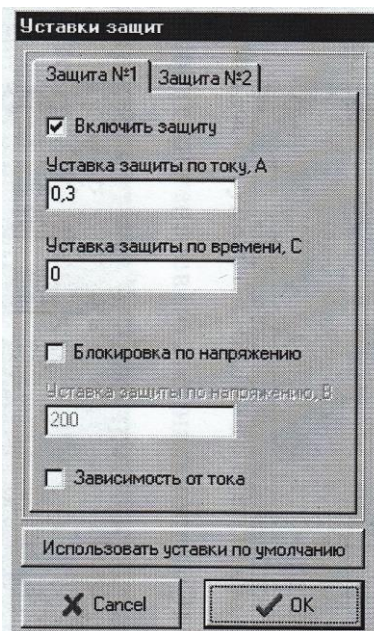 Уставки защит
Защита №1 Защита №2
Включить защиту
Уставка защиты по току, А
0,3
Уставка защиты по времени, С
0
Блокировка по напряжению
Уставка защиты по напряжению, В
200
Зависимость от тока
Использовать уставки по умолчанию
Cancel OK